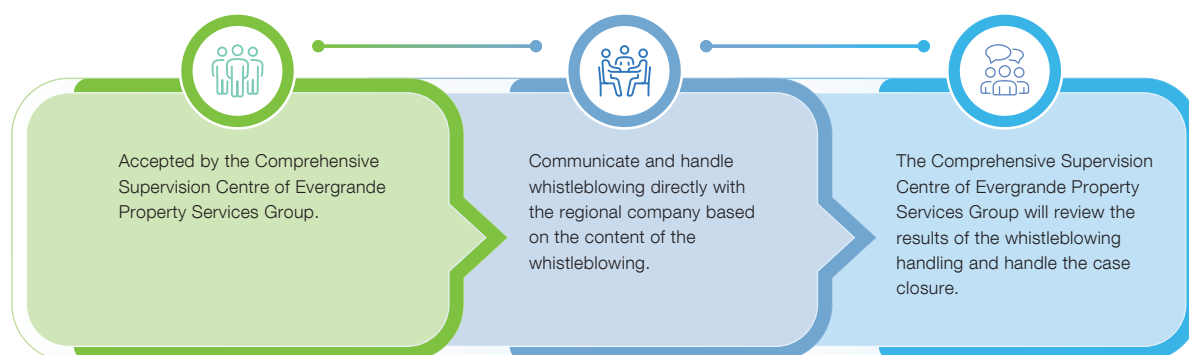 Accepted by the Comprehensive
Supervision Centre of Evergrande
Property Services Group.
Communicate and handle
whistleblowing directly with
the regional company based
on the content of the
whistleblowing.
The Comprehensive Supervision
Centre of Evergrande Property
Services Group will review the
results of the whistleblowing
handling and handle the case
closure.